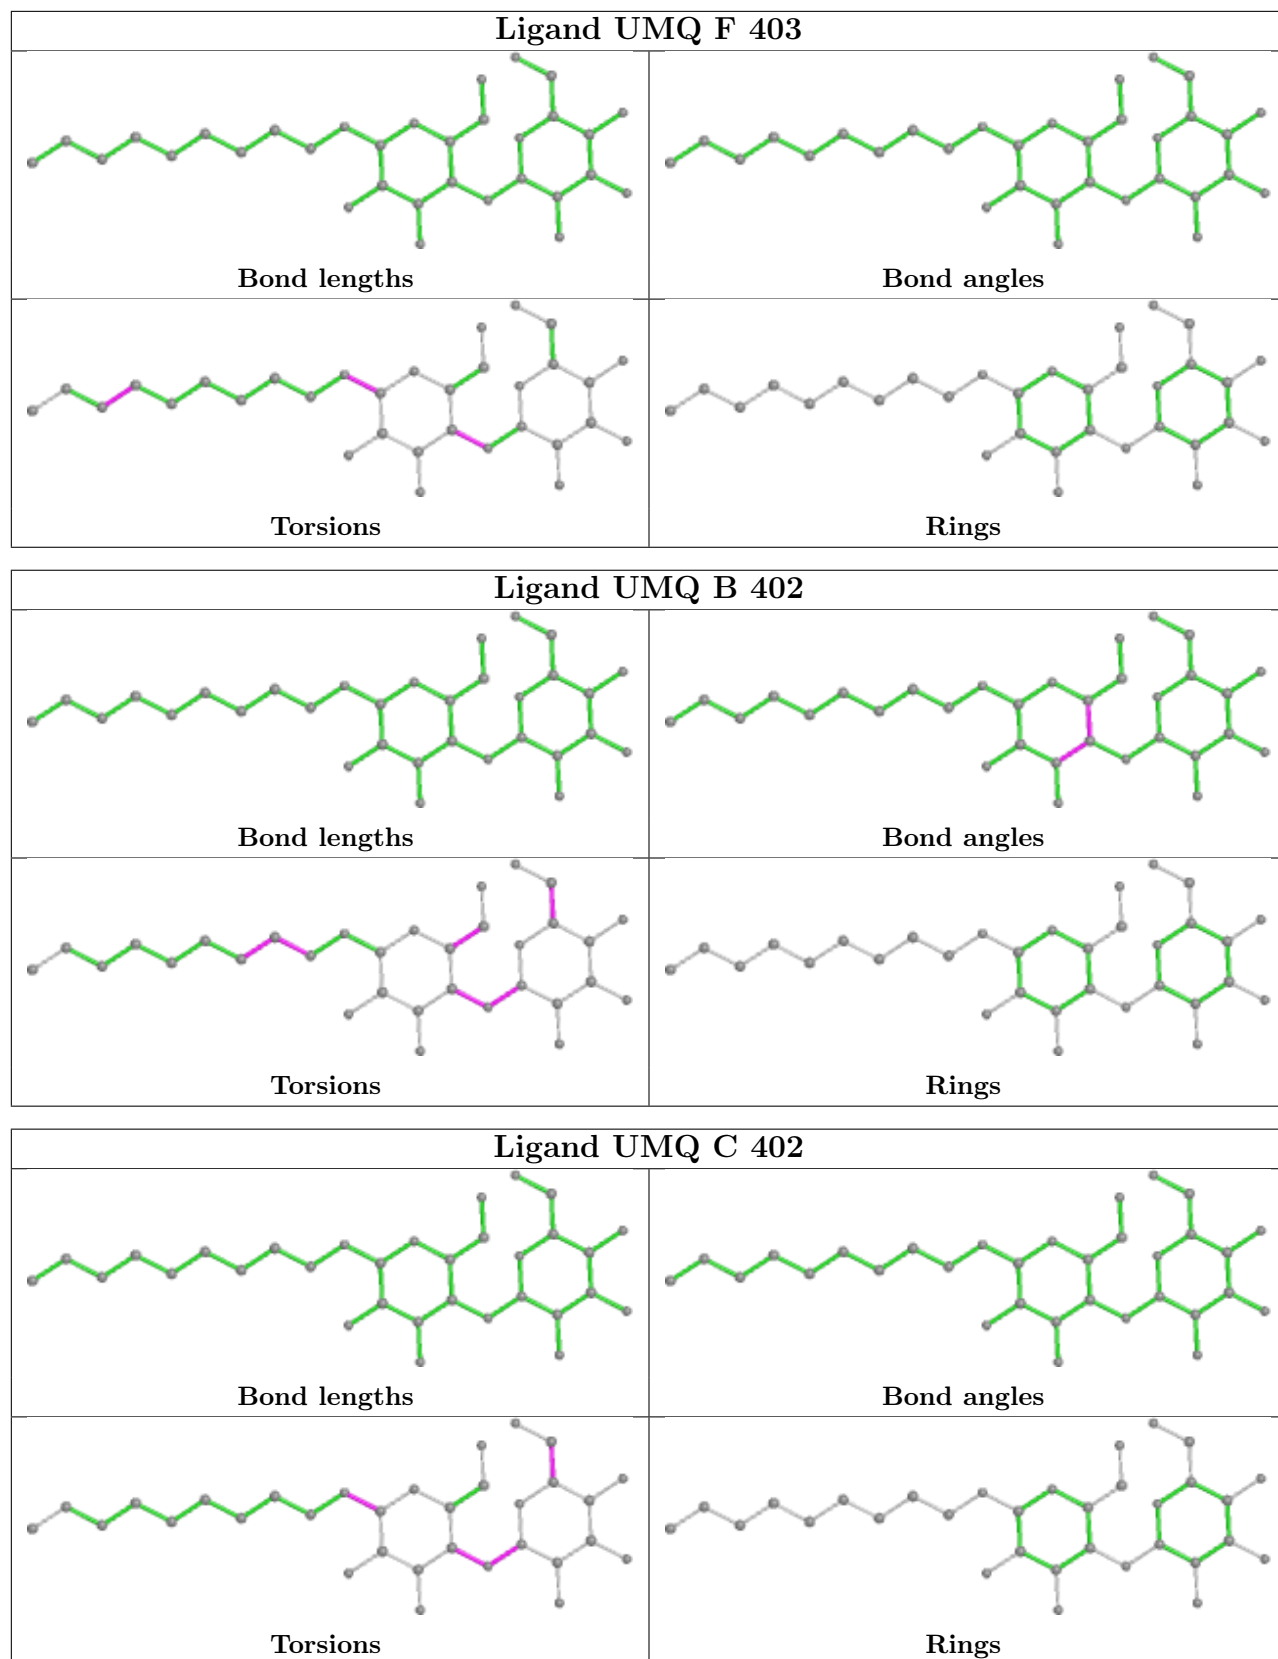 Ligand UMQ F 403
Bond lengths
Bond angles
Torsions
Rings
Ligand UMQ B 402
Bond lengths
Bond angles
Torsions
Rings
Ligand UMQ C 402
Bond lengths
Bond angles
Torsions
Rings